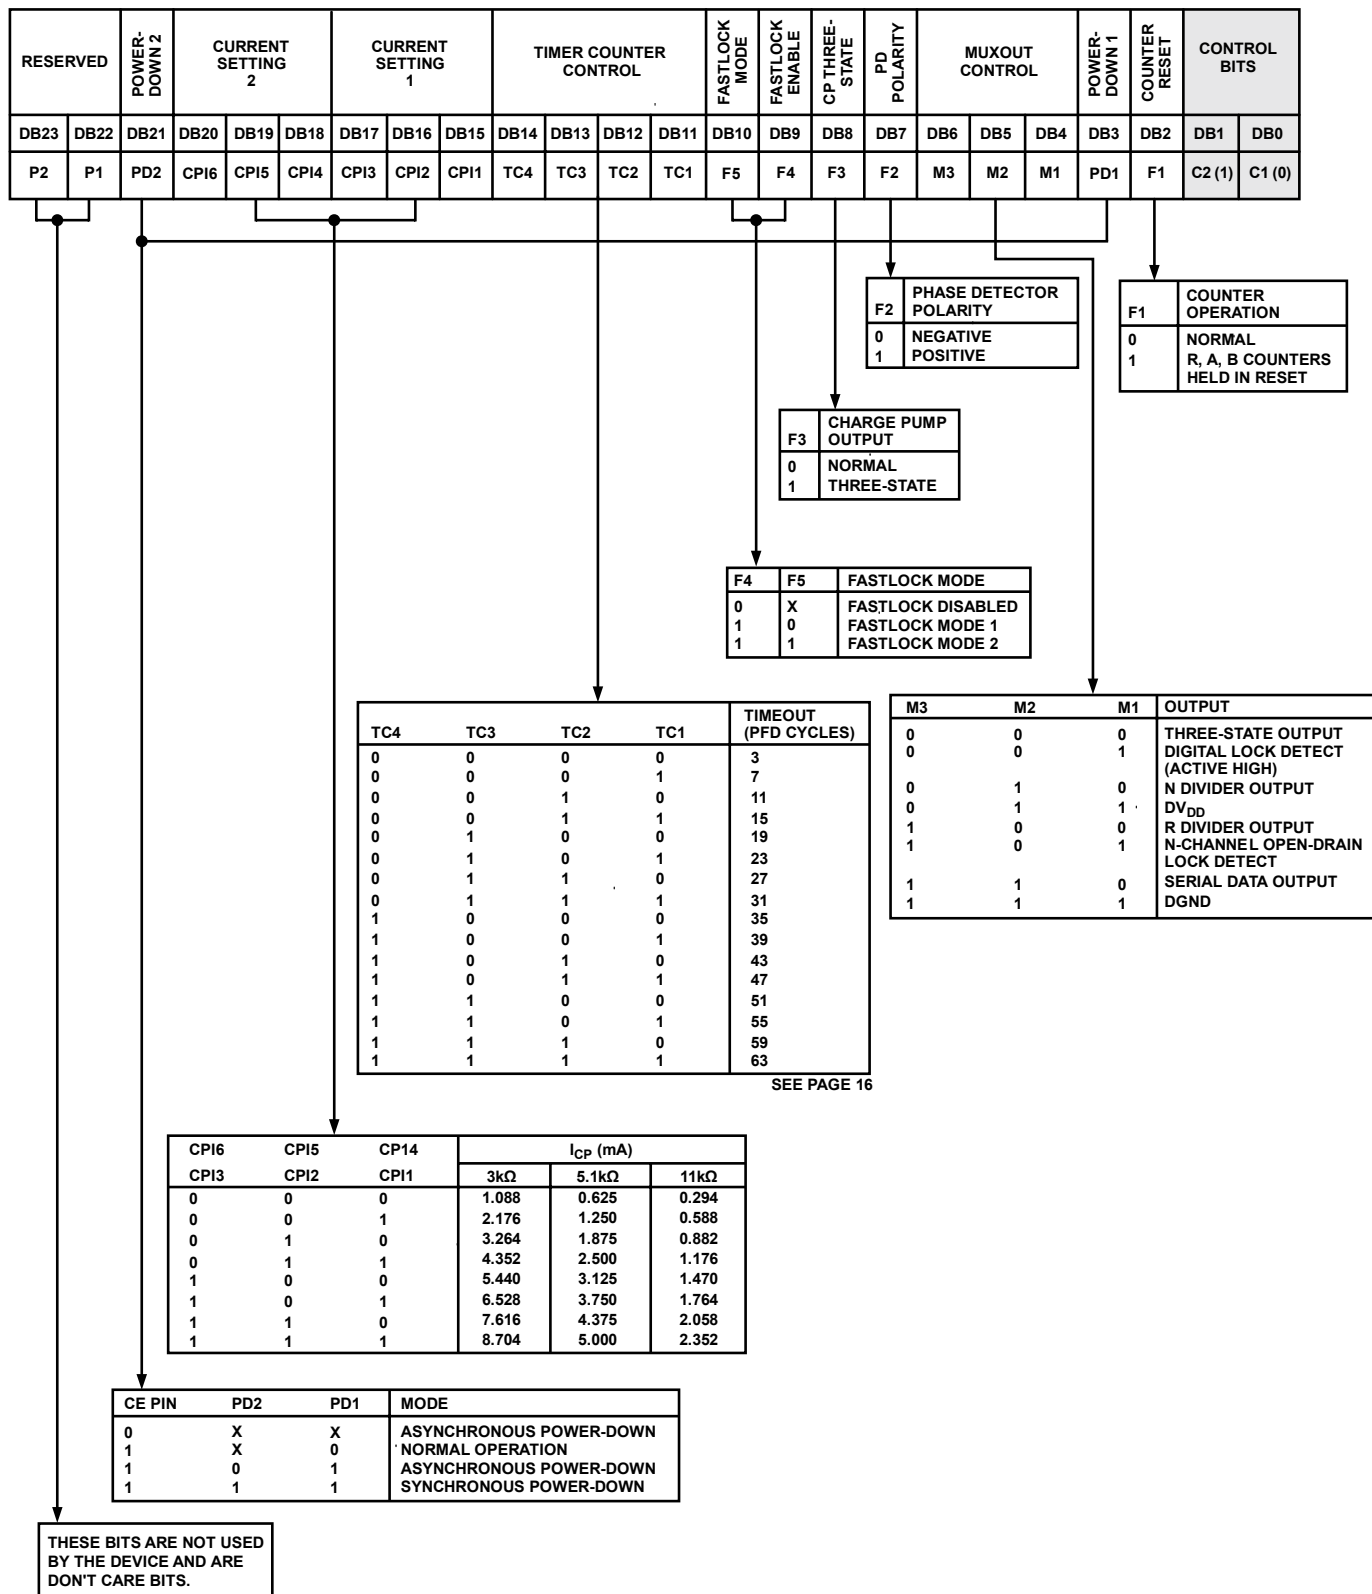 RESERVED
POWER-
DOWN 2
CURRENT
SETTING
2
CURRENT
SETTING
1
TIMER COUNTER
CONTROL
FASTLOCK
MODE
FASTLOCK
ENABLE
CP THREE-
STATE
PD
POLARITY
MUXOUT
CONTROL
POWER-
DOWN 1
COUNTER
RESET
CONTROL
BITS
DB23 DB22 DB21 DB20 DB19 DB18 DB17 DB16 DB15 DB14 DB13 DB12 DB11 DB10 DB9 DB8 DB7 DB6 DB5 DB4 DB3 DB2 DB1 DB0
P2 P1 PD2 CPI6 CPI5 CPI4 CPI3 CPI2 CPI1 TC4 TC3 TC2 TC1 F5 F4 F3 F2 M3 M2 M1 PD1 F1 C2 (1) C1 (0)
F2 PHASE DETECTOR
POLARITY
0 NEGATIVE
1 POSITIVE
F1 COUNTER
OPERATION
0 NORMAL
1 R, A, B COUNTERS
HELD IN RESET
F3 CHARGE PUMP
OUTPUT
0 NORMAL
1 THREE-STATE
F4 F5 FASTLOCK MODE
0 X FASTLOCK DISABLED
1 0 FASTLOCK MODE 1
1 1 FASTLOCK MODE 2
TC4 TC3 TC2 TC1 TIMEOUT
(PFD CYCLES)
0 0 0 0 3
0 0 0 1 7
0 0 1 0 11
0 0 1 1 15
0 1 0 0 19
0 1 0 1 23
0 1 1 0 27
0 1 1 1 31
1 0 0 0 35
1 0 0 1 39
1 0 1 0 43
1 0 1 1 47
1 1 0 0 51
1 1 0 1 55
1 1 1 0 59
1 1 1 1 63
SEE PAGE 16
M3 M2 M1 OUTPUT
0 0 0 THREE-STATE OUTPUT
0 0 1 DIGITAL LOCK DETECT
(ACTIVE HIGH)
0 1 0 N DIVIDER OUTPUT
0 1 1 DVDD
1 0 0 R DIVIDER OUTPUT
1 0 1 N-CHANNEL OPEN-DRAIN
LOCK DETECT
1 1 0 SERIAL DATA OUTPUT
1 1 1 DGND
CPI6 CPI5 CP14 ICP (mA)
CPI3 CPI2 CPI1 3kΩ 5.1kΩ 11kΩ
0 0 0 1.088 0.625 0.294
0 0 1 2.176 1.250 0.588
0 1 0 3.264 1.875 0.882
0 1 1 4.352 2.500 1.176
1 0 0 5.440 3.125 1.470
1 0 1 6.528 3.750 1.764
1 1 0 7.616 4.375 2.058
1 1 1 8.704 5.000 2.352
CE PIN PD2 PD1 MODE
0 X X ASYNCHRONOUS POWER-DOWN
1 X 0 NORMAL OPERATION
1 0 1 ASYNCHRONOUS POWER-DOWN
1 1 1 SYNCHRONOUS POWER-DOWN
THESE BITS ARE NOT USED
BY THE DEVICE AND ARE
DON'T CARE BITS.